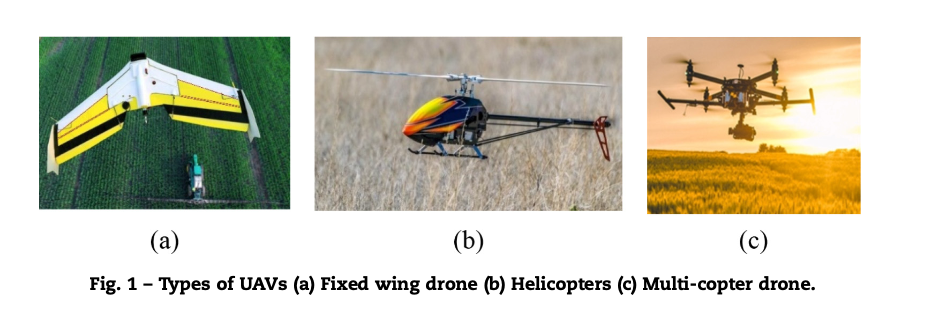 (a) (b) (c)
Fig. 1 – Types of UAVs (a) Fixed wing drone (b) Helicopters (c) Multi-copter drone.